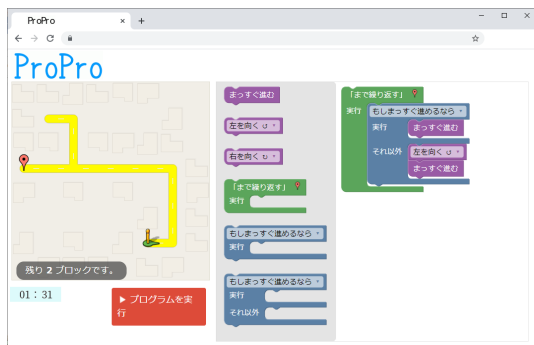 ProPro
ProPro
まっすぐ進む
左を向く ↺
右を向く ↻
「まで繰り返す」
実行
もしまっすぐ進めるなら
実行
もしまっすぐ進めるなら
実行
それ以外
「まで繰り返す」
実行
もしまっすぐ進めるなら
実行
まっすぐ進む
それ以外
左を向く ↺
まっすぐ進む
残り 2 ブロックです。
01 : 31
▶ プログラムを実
行